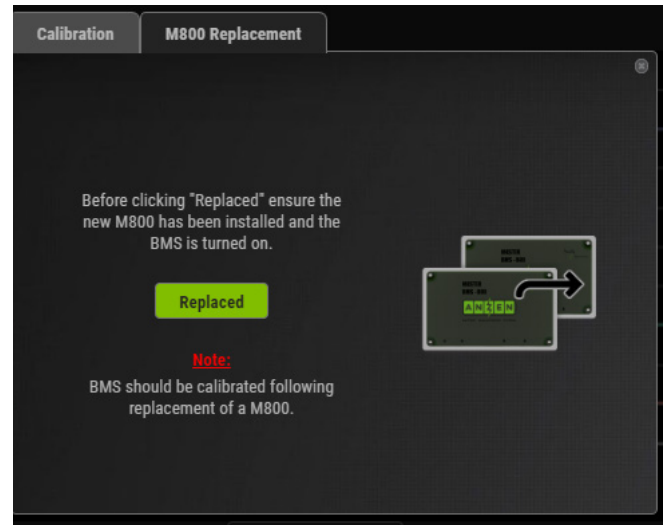 Calibration
M800 Replacement
Before clicking "Replaced" ensure the
new M800 has been installed and the
BMS is turned on.
Replaced
Note:
BMS should be calibrated following
replacement of a M800.
ANZEN